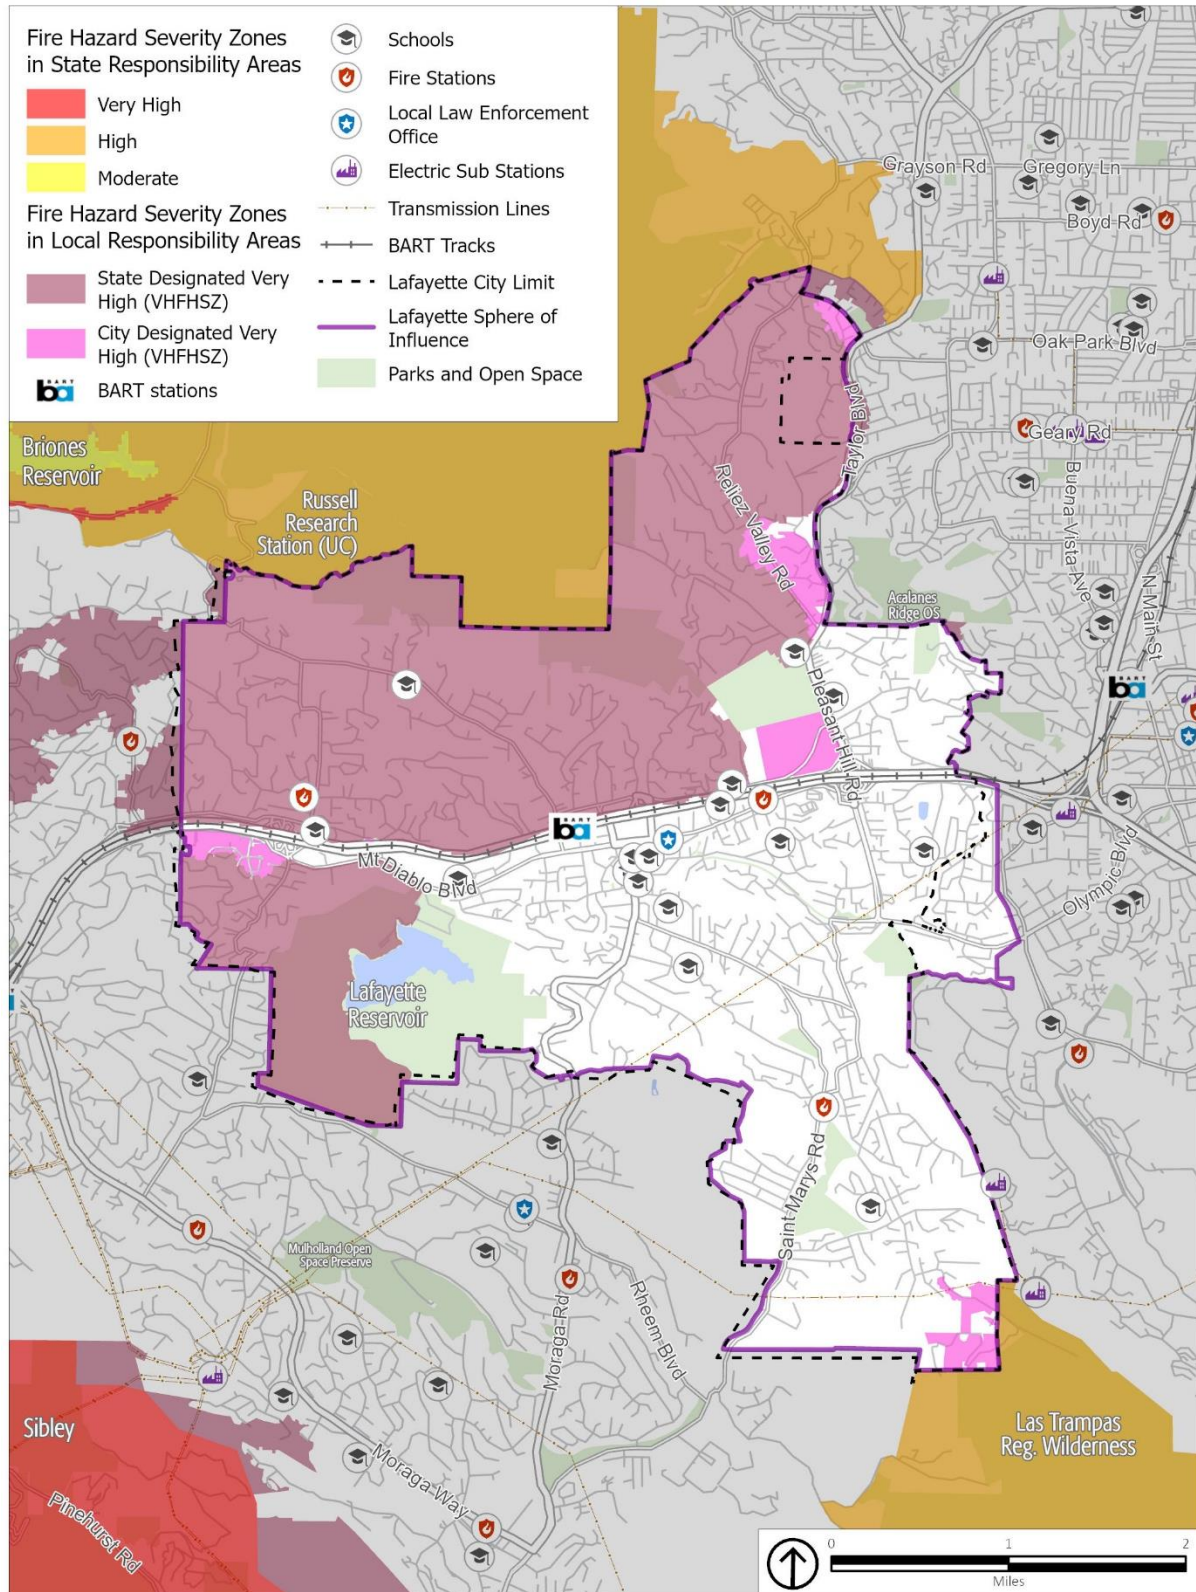 Fire Hazard Severity Zones
in State Responsibility Areas
Very High
High
Moderate
Fire Hazard Severity Zones
in Local Responsibility Areas
State Designated Very
High (VHFHSZ)
City Designated Very
High (VHFHSZ)
BART
ba
BART stations
Schools
Fire Stations
Local Law Enforcement
Office
Electric Sub Stations
Transmission Lines
BART Tracks
Lafayette City Limit
Lafayette Sphere of
Influence
Parks and Open Space
Grayson Rd
Gregory Ln
Boyd Rd
Oak Park Blvd
Taylor Blvd
Geary Rd
Briones
Reservoir
Russell
Research
Station (UC)
Reliez Valley Rd
Buena Vista Ave
N Main St
Acalanes
Ridge OS
BART
ba
Pleasant Hill Rd
BART
ba
Mt Diablo Blvd
Olympic Blvd
Lafayette
Reservoir
Saint Marys Rd
Mulholland Open
Space Preserve
Moraga Rd
Rheem Blvd
Sibley
Las Trampas
Reg. Wilderness
Moraga Way
Pinehurst Rd
0
1
2
Miles